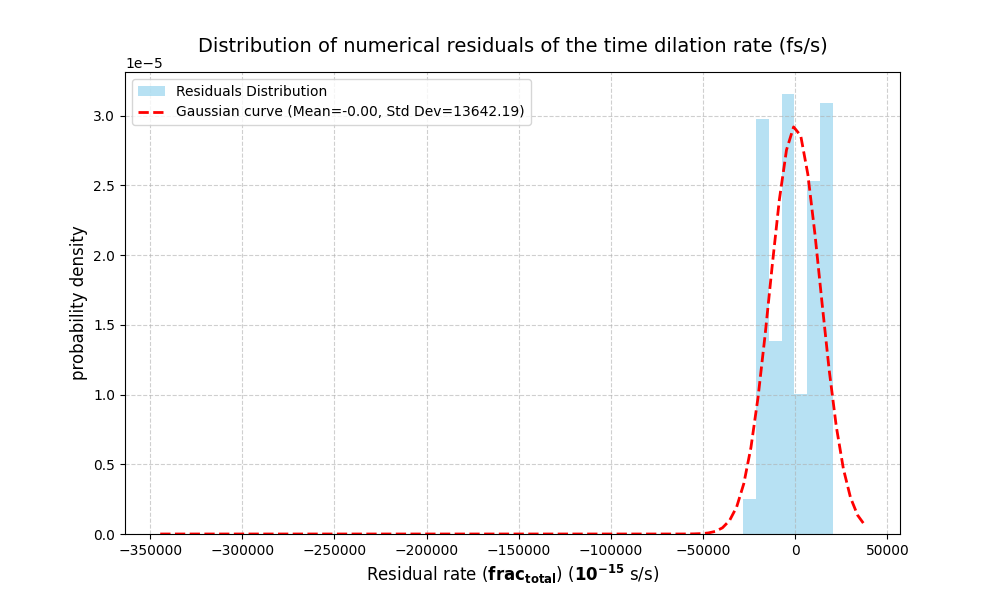 Distribution of numerical residuals of the time dilation rate (fs/s)
1e−5
Residuals Distribution
Gaussian curve (Mean=-0.00, Std Dev=13642.19)
3.0
2.5
2.0
1.5
1.0
0.5
0.0
probability density
−350000 −300000 −250000 −200000 −150000 −100000 −50000 0 50000
Residual rate (frac_total) (10^−15 s/s)